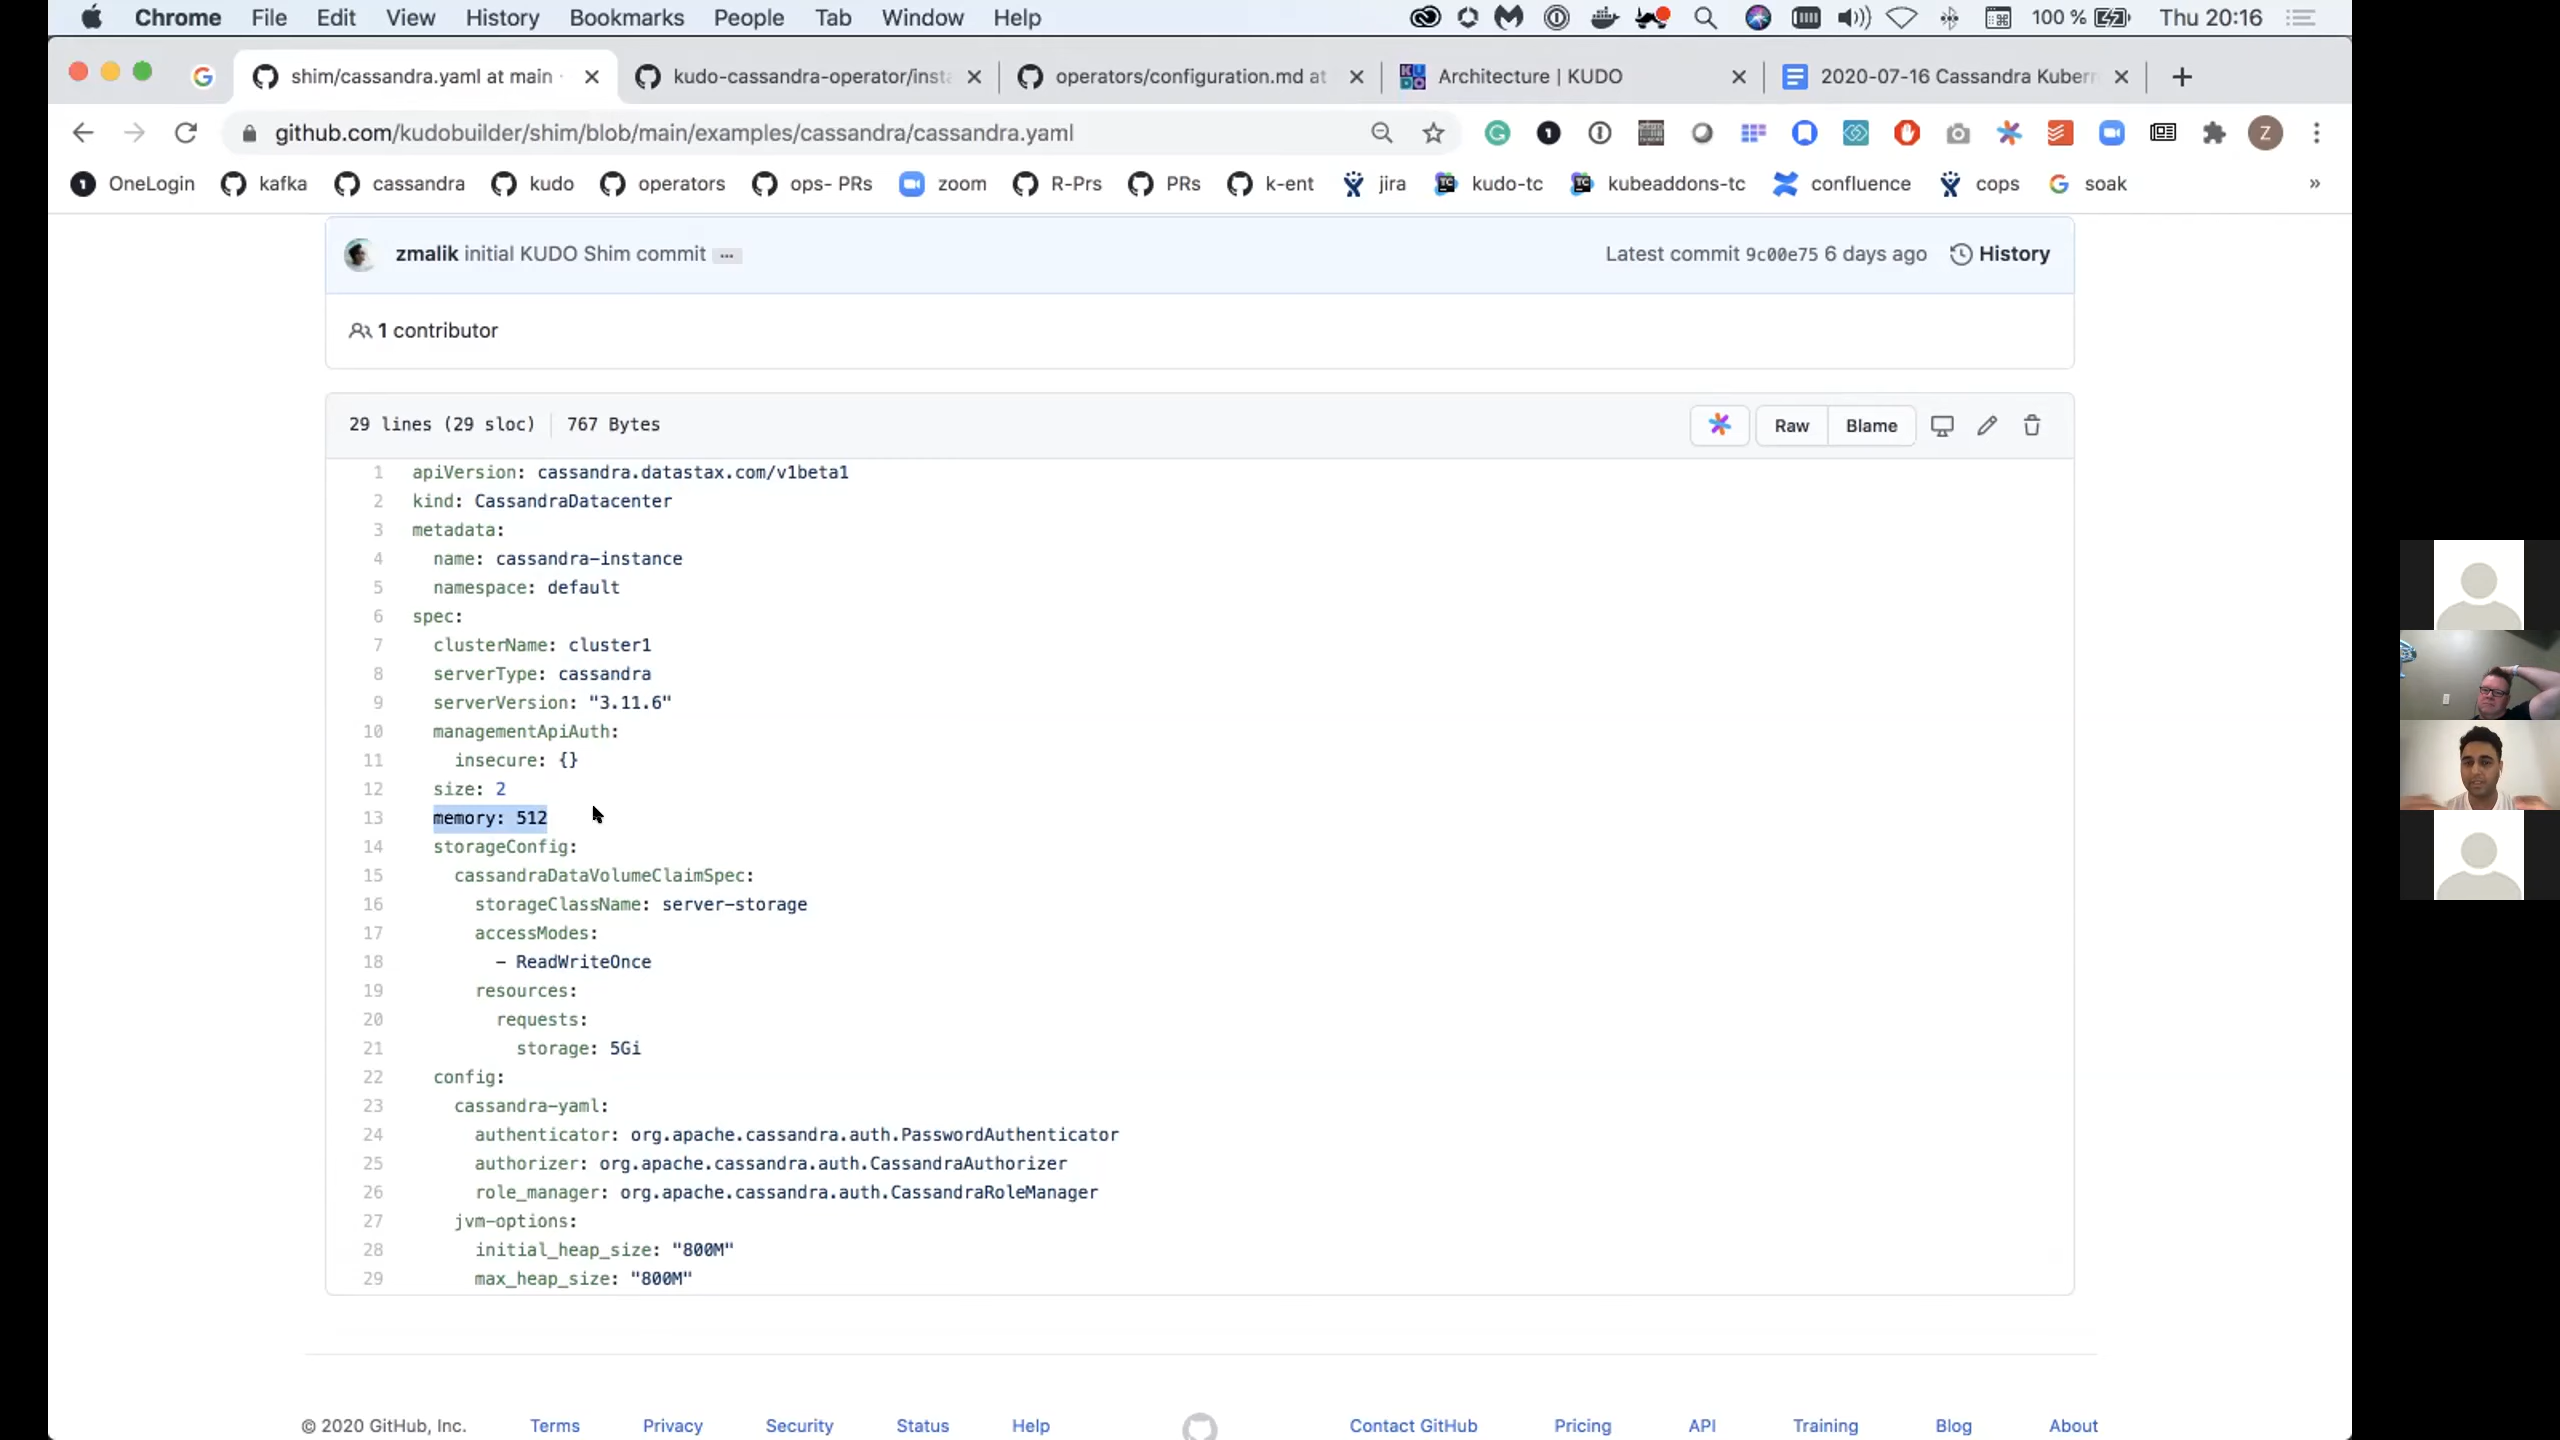 Chrome File Edit View History Bookmarks People Tab Window Help 100 % Thu 20:16
shim/cassandra.yaml at main · kudo-cassandra-operator/insta operators/configuration.md at Architecture | KUDO 2020-07-16 Cassandra Kubern
github.com/kudobuilder/shim/blob/main/examples/cassandra/cassandra.yaml Z
OneLogin kafka cassandra kudo operators ops- PRs zoom R-Prs PRs k-ent jira kudo-tc kubeaddons-tc confluence cops soak »
zmalik initial KUDO Shim commit … Latest commit 9c00e75 6 days ago History
1 contributor
29 lines (29 sloc) 767 Bytes Raw Blame
1 apiVersion: cassandra.datastax.com/v1beta1
2 kind: CassandraDatacenter
3 metadata:
4 name: cassandra-instance
5 namespace: default
6 spec:
7 clusterName: cluster1
8 serverType: cassandra
9 serverVersion: "3.11.6"
10 managementApiAuth:
11 insecure: {}
12 size: 2
13 memory: 512
14 storageConfig:
15 cassandraDataVolumeClaimSpec:
16 storageClassName: server-storage
17 accessModes:
18 - ReadWriteOnce
19 resources:
20 requests:
21 storage: 5Gi
22 config:
23 cassandra-yaml:
24 authenticator: org.apache.cassandra.auth.PasswordAuthenticator
25 authorizer: org.apache.cassandra.auth.CassandraAuthorizer
26 role_manager: org.apache.cassandra.auth.CassandraRoleManager
27 jvm-options:
28 initial_heap_size: "800M"
29 max_heap_size: "800M"
© 2020 GitHub, Inc. Terms Privacy Security Status Help Contact GitHub Pricing API Training Blog About